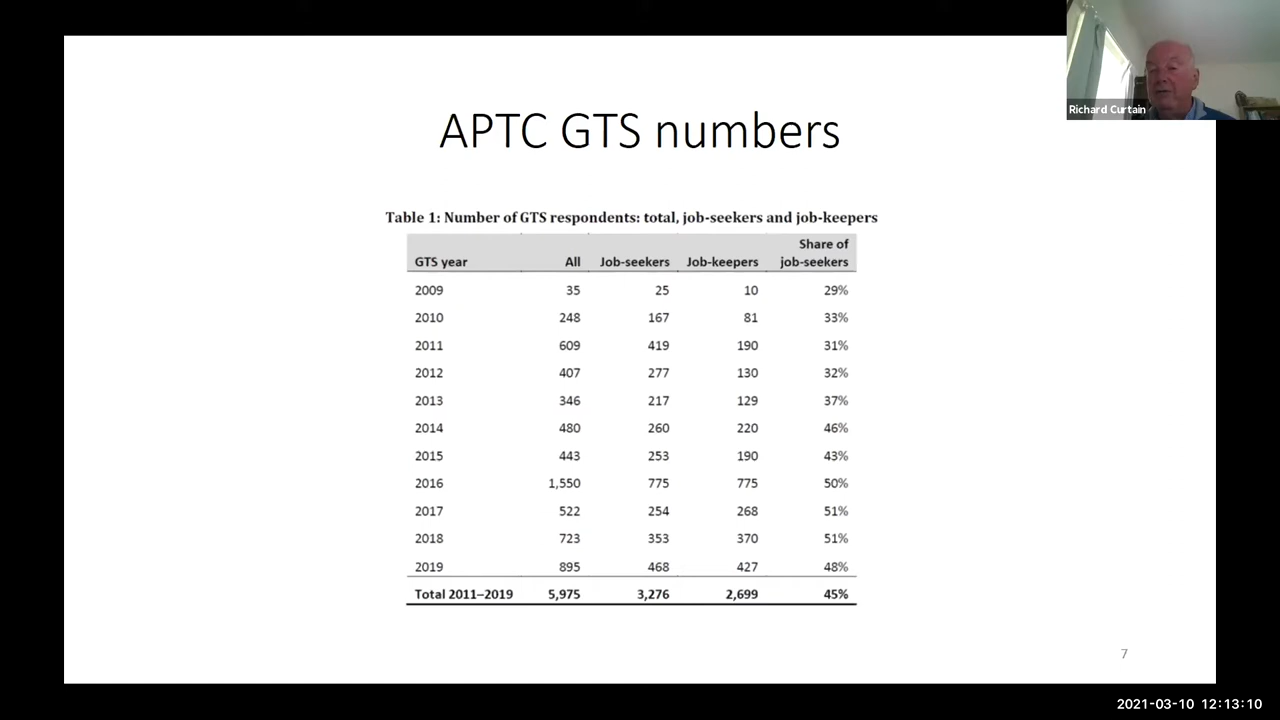 Richard Curtain
APTC GTS numbers
Table 1: Number of GTS respondents: total, job-seekers and job-keepers
GTS year All Job-seekers Job-keepers Share of job-seekers
2009 35 25 10 29%
2010 248 167 81 33%
2011 609 419 190 31%
2012 407 277 130 32%
2013 346 217 129 37%
2014 480 260 220 46%
2015 443 253 190 43%
2016 1,550 775 775 50%
2017 522 254 268 51%
2018 723 353 370 51%
2019 895 468 427 48%
Total 2011–2019 5,975 3,276 2,699 45%
7
2021-03-10 12:13:10